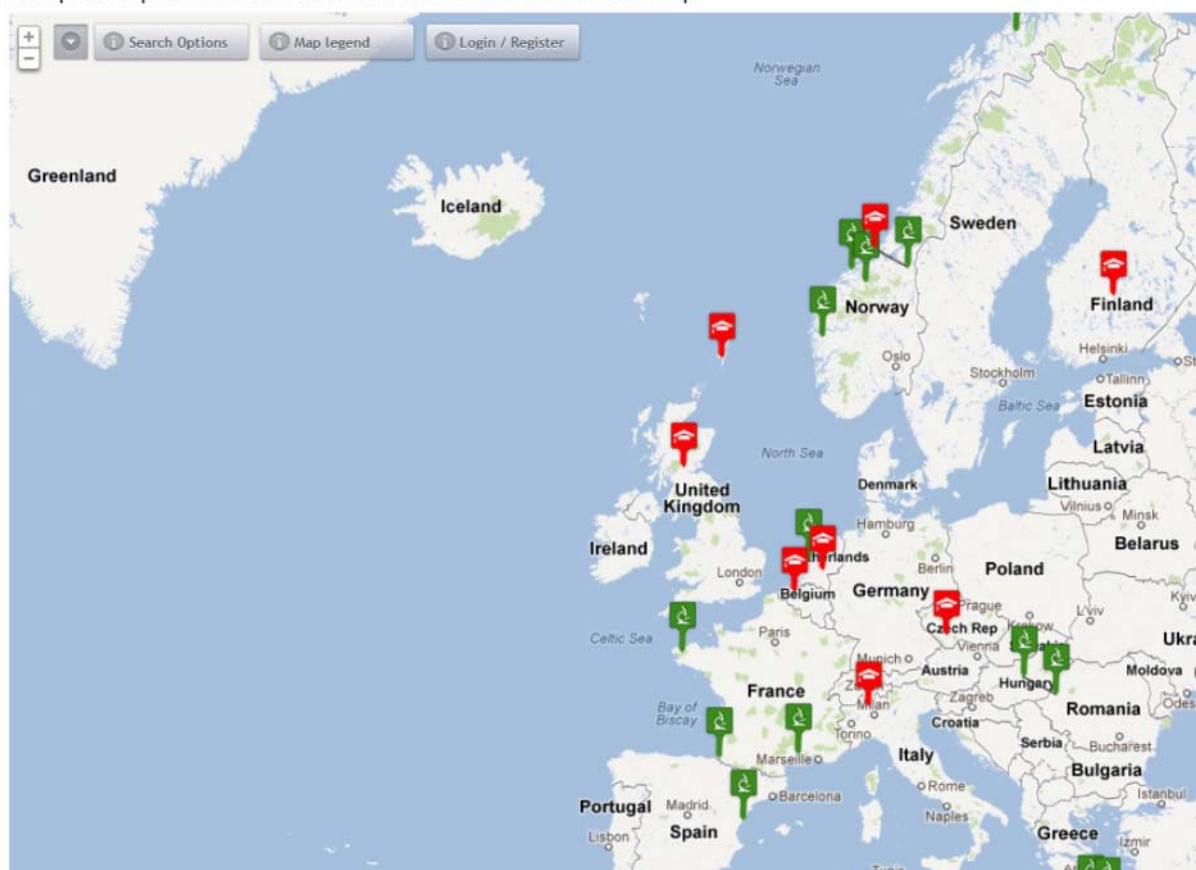 Search Options
Map legend
Login / Register
Norwegian
Sea
Greenland
Iceland
Sweden
Finland
Norway
Helsinki
Oslo
Stockholm
Tallinn
Estonia
Baltic Sea
Latvia
North Sea
Denmark
Lithuania
United
Kingdom
Vilnius
Minsk
Hamburg
Ireland
Belarus
Berlin
Poland
London
Belgium
Germany
Prague
L'viv
Celtic Sea
Paris
Czech Rep
Vienna
Munich
Austria
Moldova
Hungary
France
Bay of
Biscay
Zagreb
Milan
Romania
Torino
Croatia
Serbia
Bucharest
Marseille
Italy
Bulgaria
Rome
Barcelona
Istanbul
Portugal
Madrid
Naples
Lisbon
Spain
Greece
Izmir